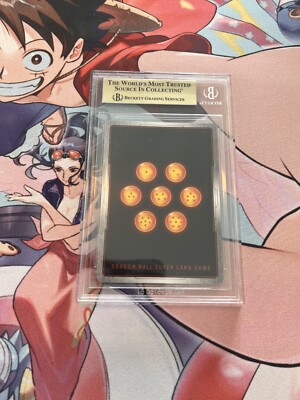 THE WORLD'S MOST TRUSTED
SOURCE IN COLLECTING
BECKETT GRADING SERVICES
DRAGON BALL SUPER CARD GAME